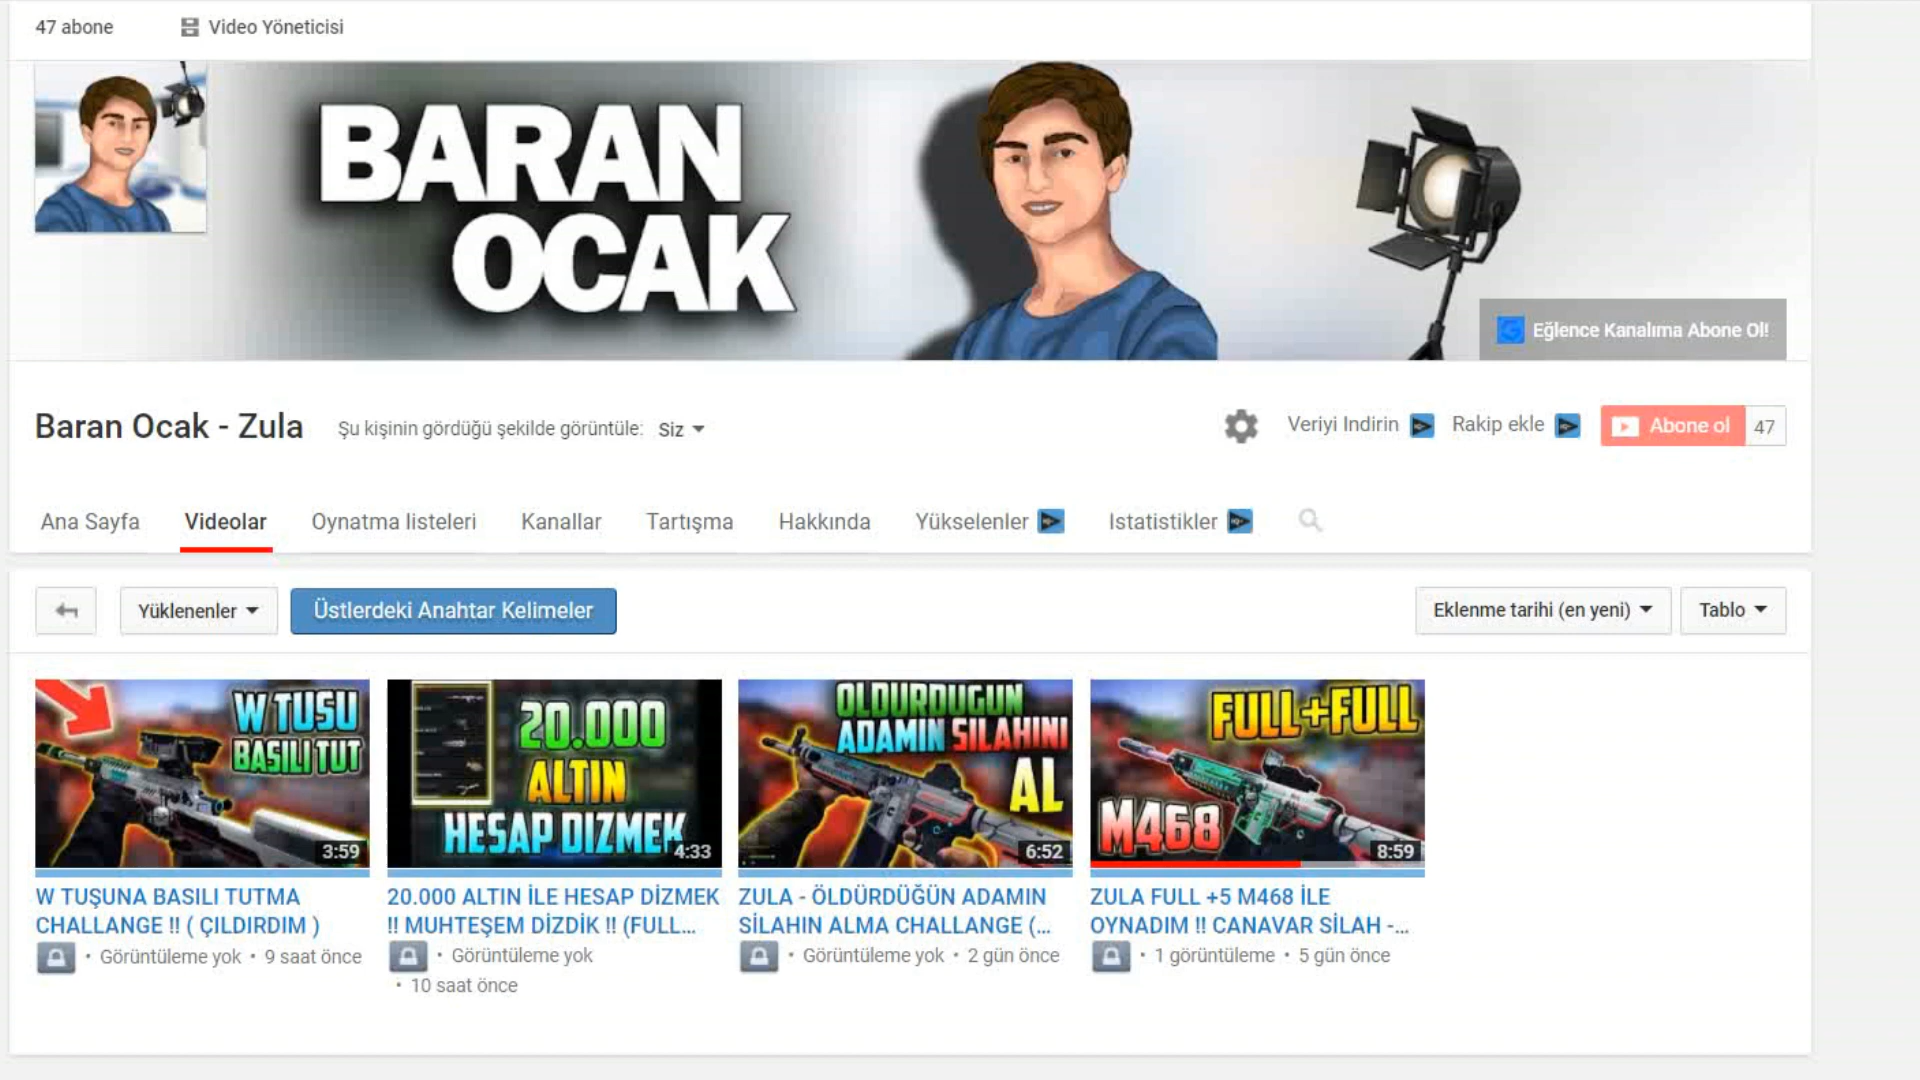 47 abone
Video Yöneticisi
BARAN
OCAK
Eğlence Kanalıma Abone Ol!
Baran Ocak - Zula
Şu kişinin gördüğü şekilde görüntüle: Siz
Veriyi Indirin
Rakip ekle
Abone ol
47
Ana Sayfa
Videolar
Oynatma listeleri
Kanallar
Tartışma
Hakkında
Yükselenler
Istatistikler
Yüklenenler
Üstlerdeki Anahtar Kelimeler
Eklenme tarihi (en yeni)
Tablo
W TUSU
BASILI TUT
3:59
20.000
ALTIN
HESAP DIZMEK
4:33
OLDURDUGUN
ADAMIN SILAHINI
AL
6:52
FULL+FULL
M468
8:59
W TUŞUNA BASILI TUTMA
CHALLANGE !! ( ÇILDIRDIM )
• Görüntüleme yok • 9 saat önce
20.000 ALTIN İLE HESAP DİZMEK
!! MUHTEŞEM DİZDİK !! (FULL...
• Görüntüleme yok
• 10 saat önce
ZULA - ÖLDÜRDÜĞÜN ADAMIN
SİLAHIN ALMA CHALLANGE (...
• Görüntüleme yok • 2 gün önce
ZULA FULL +5 M468 İLE
OYNADIM !! CANAVAR SİLAH -...
• 1 görüntüleme • 5 gün önce